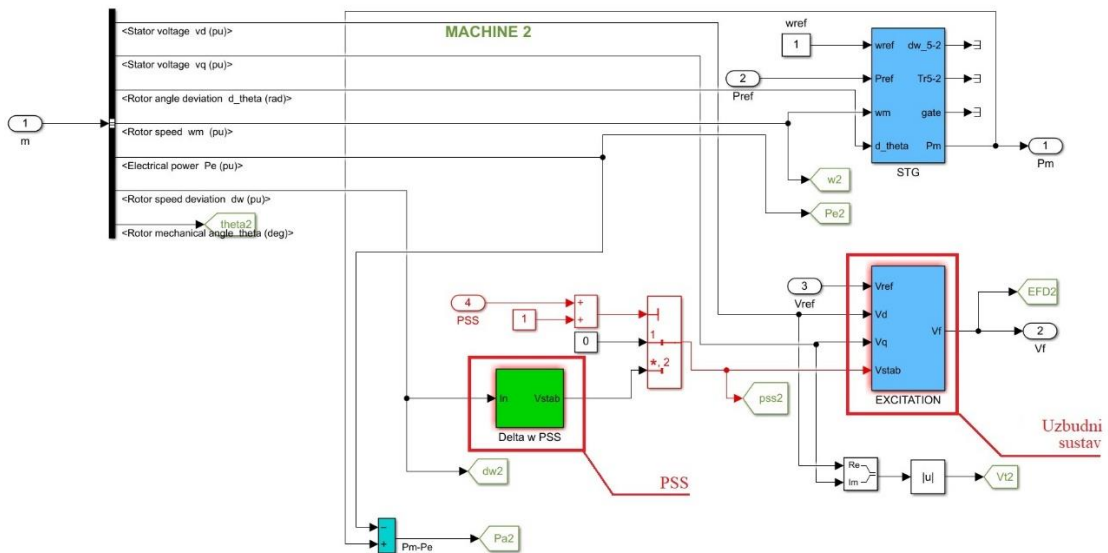 MACHINE 2
<Stator voltage vd (pu)>
<Stator voltage vq (pu)>
<Rotor angle deviation d_theta (rad)>
<Rotor speed wm (pu)>
<Electrical power Pe (pu)>
<Rotor speed deviation dw (pu)>
<Rotor mechanical angle theta (deg)>
1
m
theta2
wref
1
2
Pref
wref
Pref
wm
d_theta
dw_5-2
Tr5-2
gate
Pm
STG
1
Pm
w2
Pe2
4
PSS
1
+
+
0
1
*, 2
In
Vstab
Delta w PSS
PSS
dw2
pss2
3
Vref
Vref
Vd
Vq
Vstab
Vf
EXCITATION
EFD2
2
Vf
Uzbudni
sustav
Re
Im
|u|
Vt2
−
+
Pm-Pe
Pa2